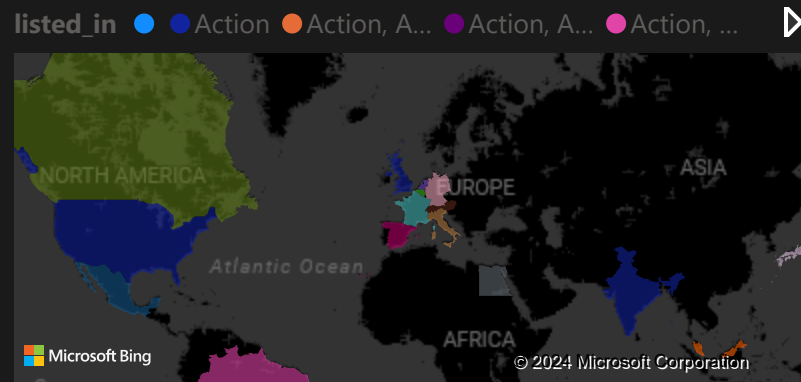 listed_in Action Action, A... Action, A... Action, ...
NORTH AMERICA
EUROPE
ASIA
Atlantic Ocean
AFRICA
Microsoft Bing
© 2024 Microsoft Corporation